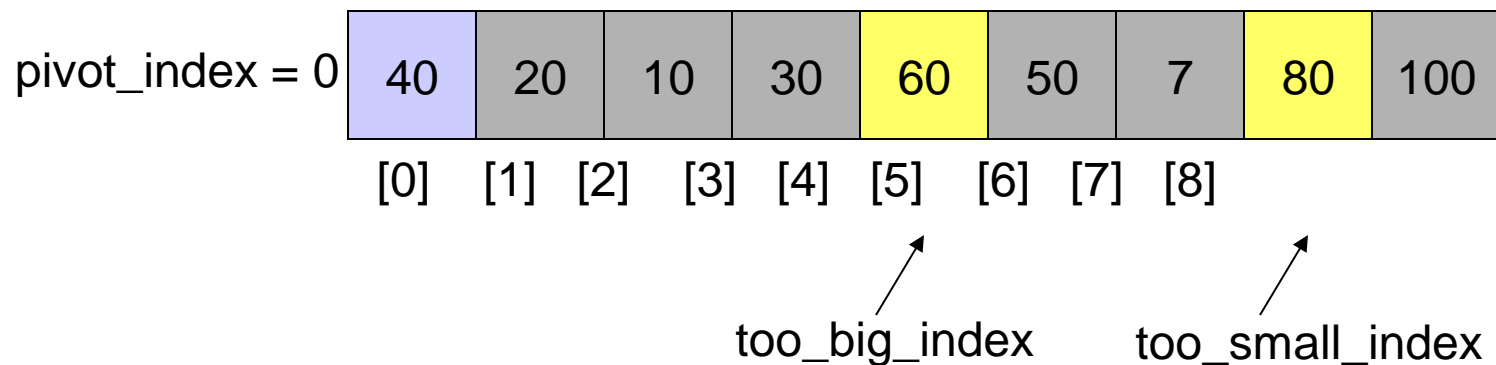 pivot_index = 0 40 20 10 30 60 50 7 80 100
[0] [1] [2] [3] [4] [5] [6] [7] [8]
too_big_index too_small_index